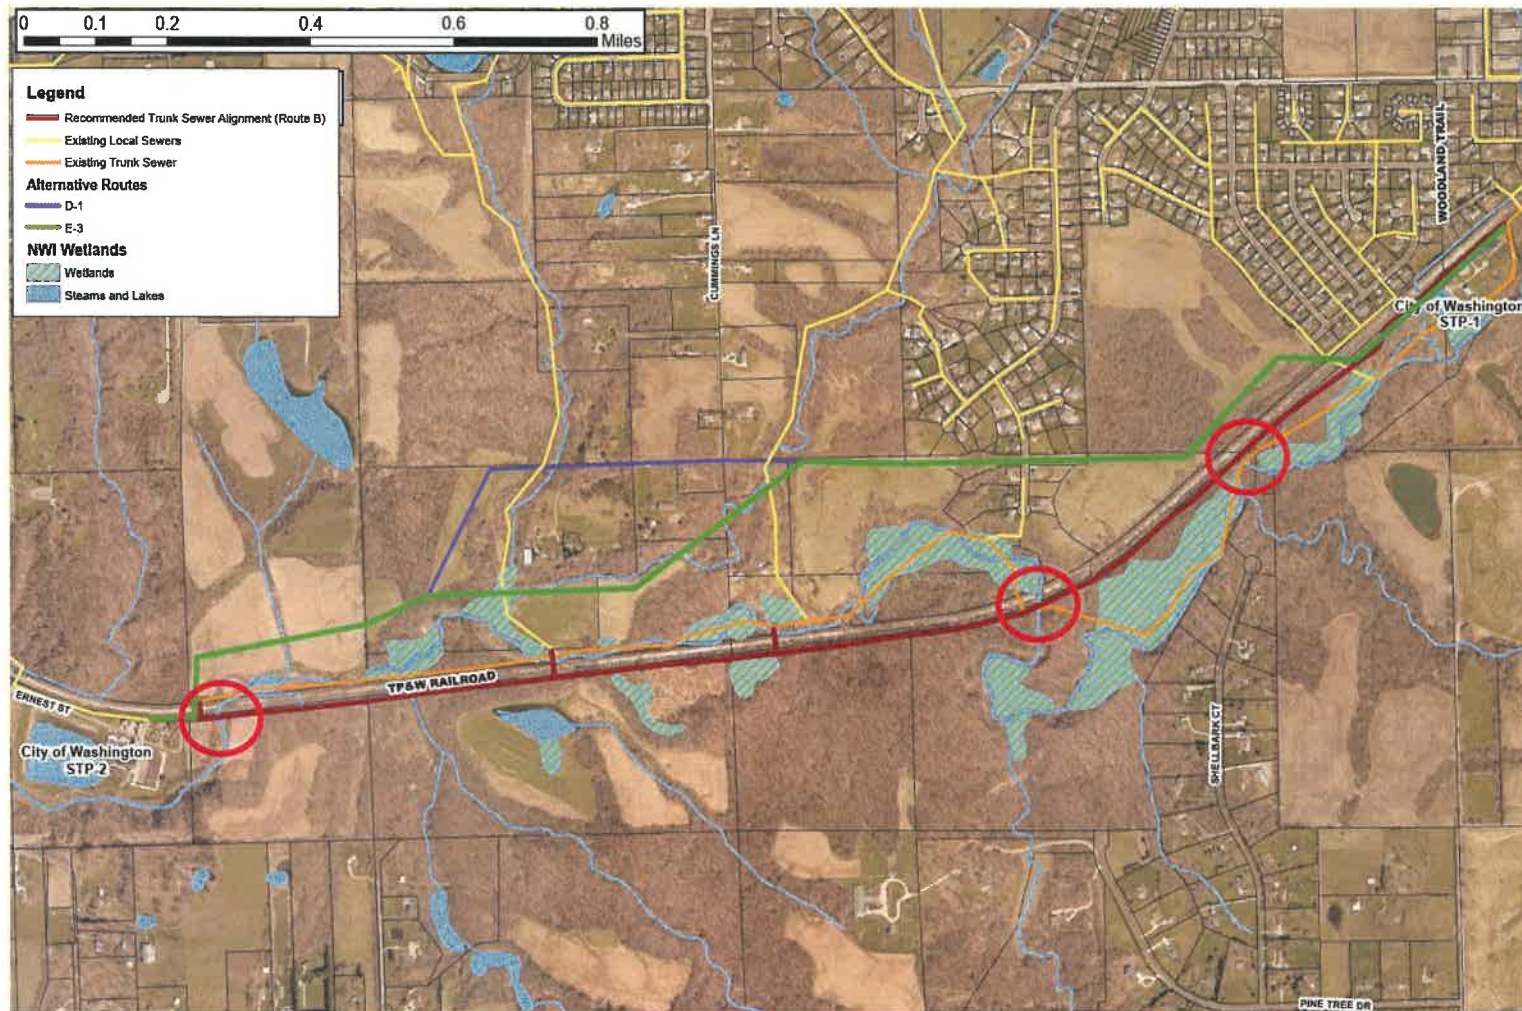 0 0.1 0.2 0.4 0.6 0.8
Miles
Legend
Recommended Trunk Sewer Alignment (Route B)
Existing Local Sewers
Existing Trunk Sewer
Alternative Routes
D-1
E-3
NWI Wetlands
Wetlands
Steams and Lakes
CUMMINGS LN
WOODLAND TRAIL
City of Washington
STP-1
TP&W RAILROAD
ERNEST ST
City of Washington
STP-2
SHELLBARK CT
PINE TREE DR